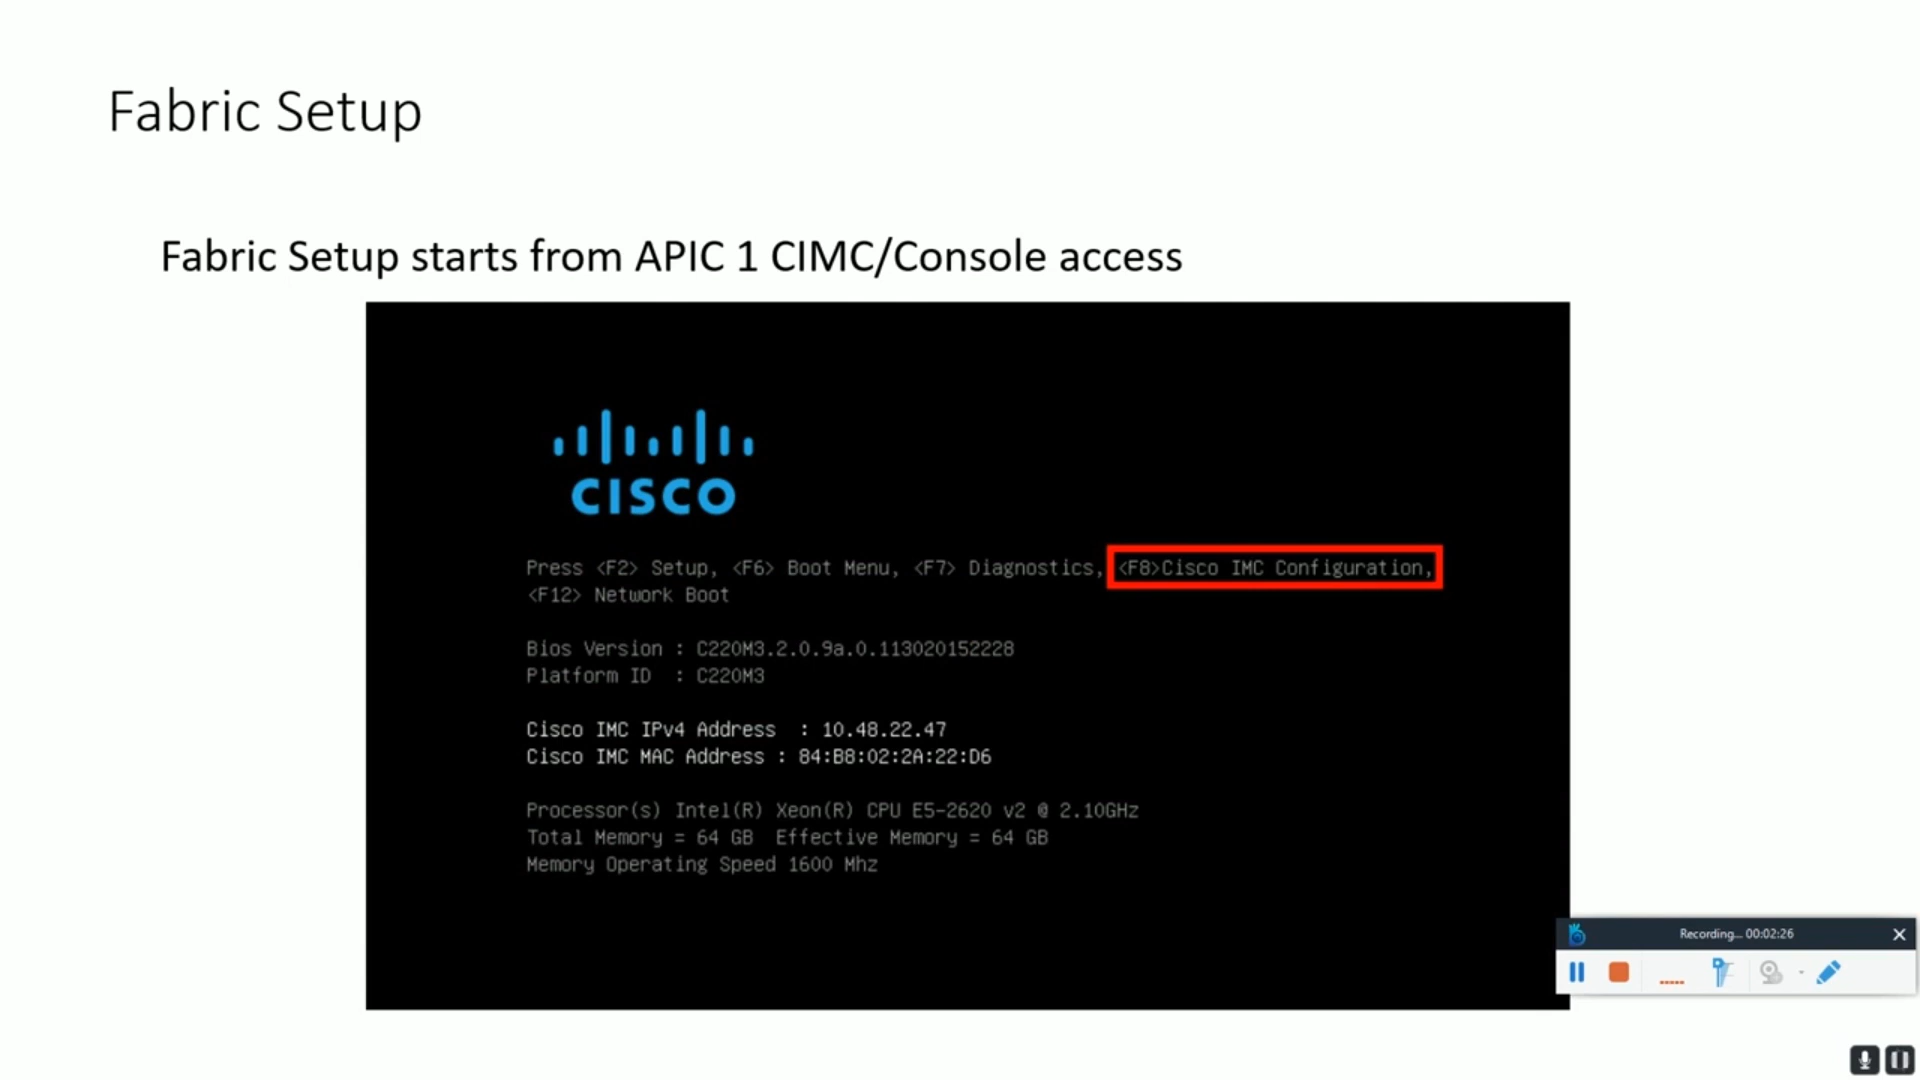 Fabric Setup
Fabric Setup starts from APIC 1 CIMC/Console access
CISCO
Press <F2> Setup, <F6> Boot Menu, <F7> Diagnostics, <F8>Cisco IMC Configuration,
<F12> Network Boot
Bios Version : C220M3.2.0.9a.0.113020152228
Platform ID : C220M3
Cisco IMC IPv4 Address : 10.48.22.47
Cisco IMC MAC Address : 84:B8:02:2A:22:D6
Processor(s) Intel(R) Xeon(R) CPU E5-2620 v2 @ 2.10GHz
Total Memory = 64 GB Effective Memory = 64 GB
Memory Operating Speed 1600 Mhz
Recording... 00:02:26